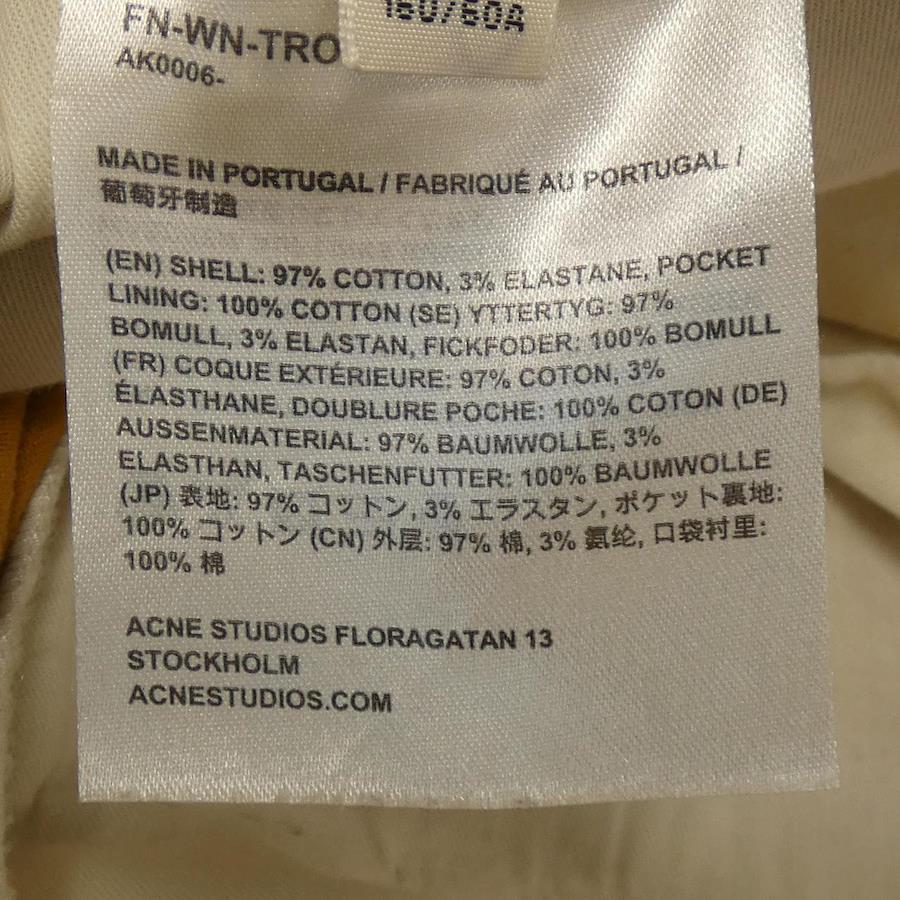 160/60A
FN-WN-TRO
AK0006-
MADE IN PORTUGAL / FABRIQUÉ AU PORTUGAL /
葡萄牙制造
(EN) SHELL: 97% COTTON, 3% ELASTANE, POCKET
LINING: 100% COTTON (SE) YTTERTYG: 97%
BOMULL, 3% ELASTAN, FICKFODER: 100% BOMULL
(FR) COQUE EXTÉRIEURE: 97% COTON, 3%
ÉLASTHANE, DOUBLURE POCHE: 100% COTON (DE)
AUSSENMATERIAL: 97% BAUMWOLLE, 3%
ELASTHAN, TASCHENFUTTER: 100% BAUMWOLLE
(JP) 表地: 97% コットン, 3% エラスタン, ポケット裏地:
100% コットン (CN) 外层: 97% 棉, 3% 氨纶, 口袋衬里:
100% 棉
ACNE STUDIOS FLORAGATAN 13
STOCKHOLM
ACNESTUDIOS.COM